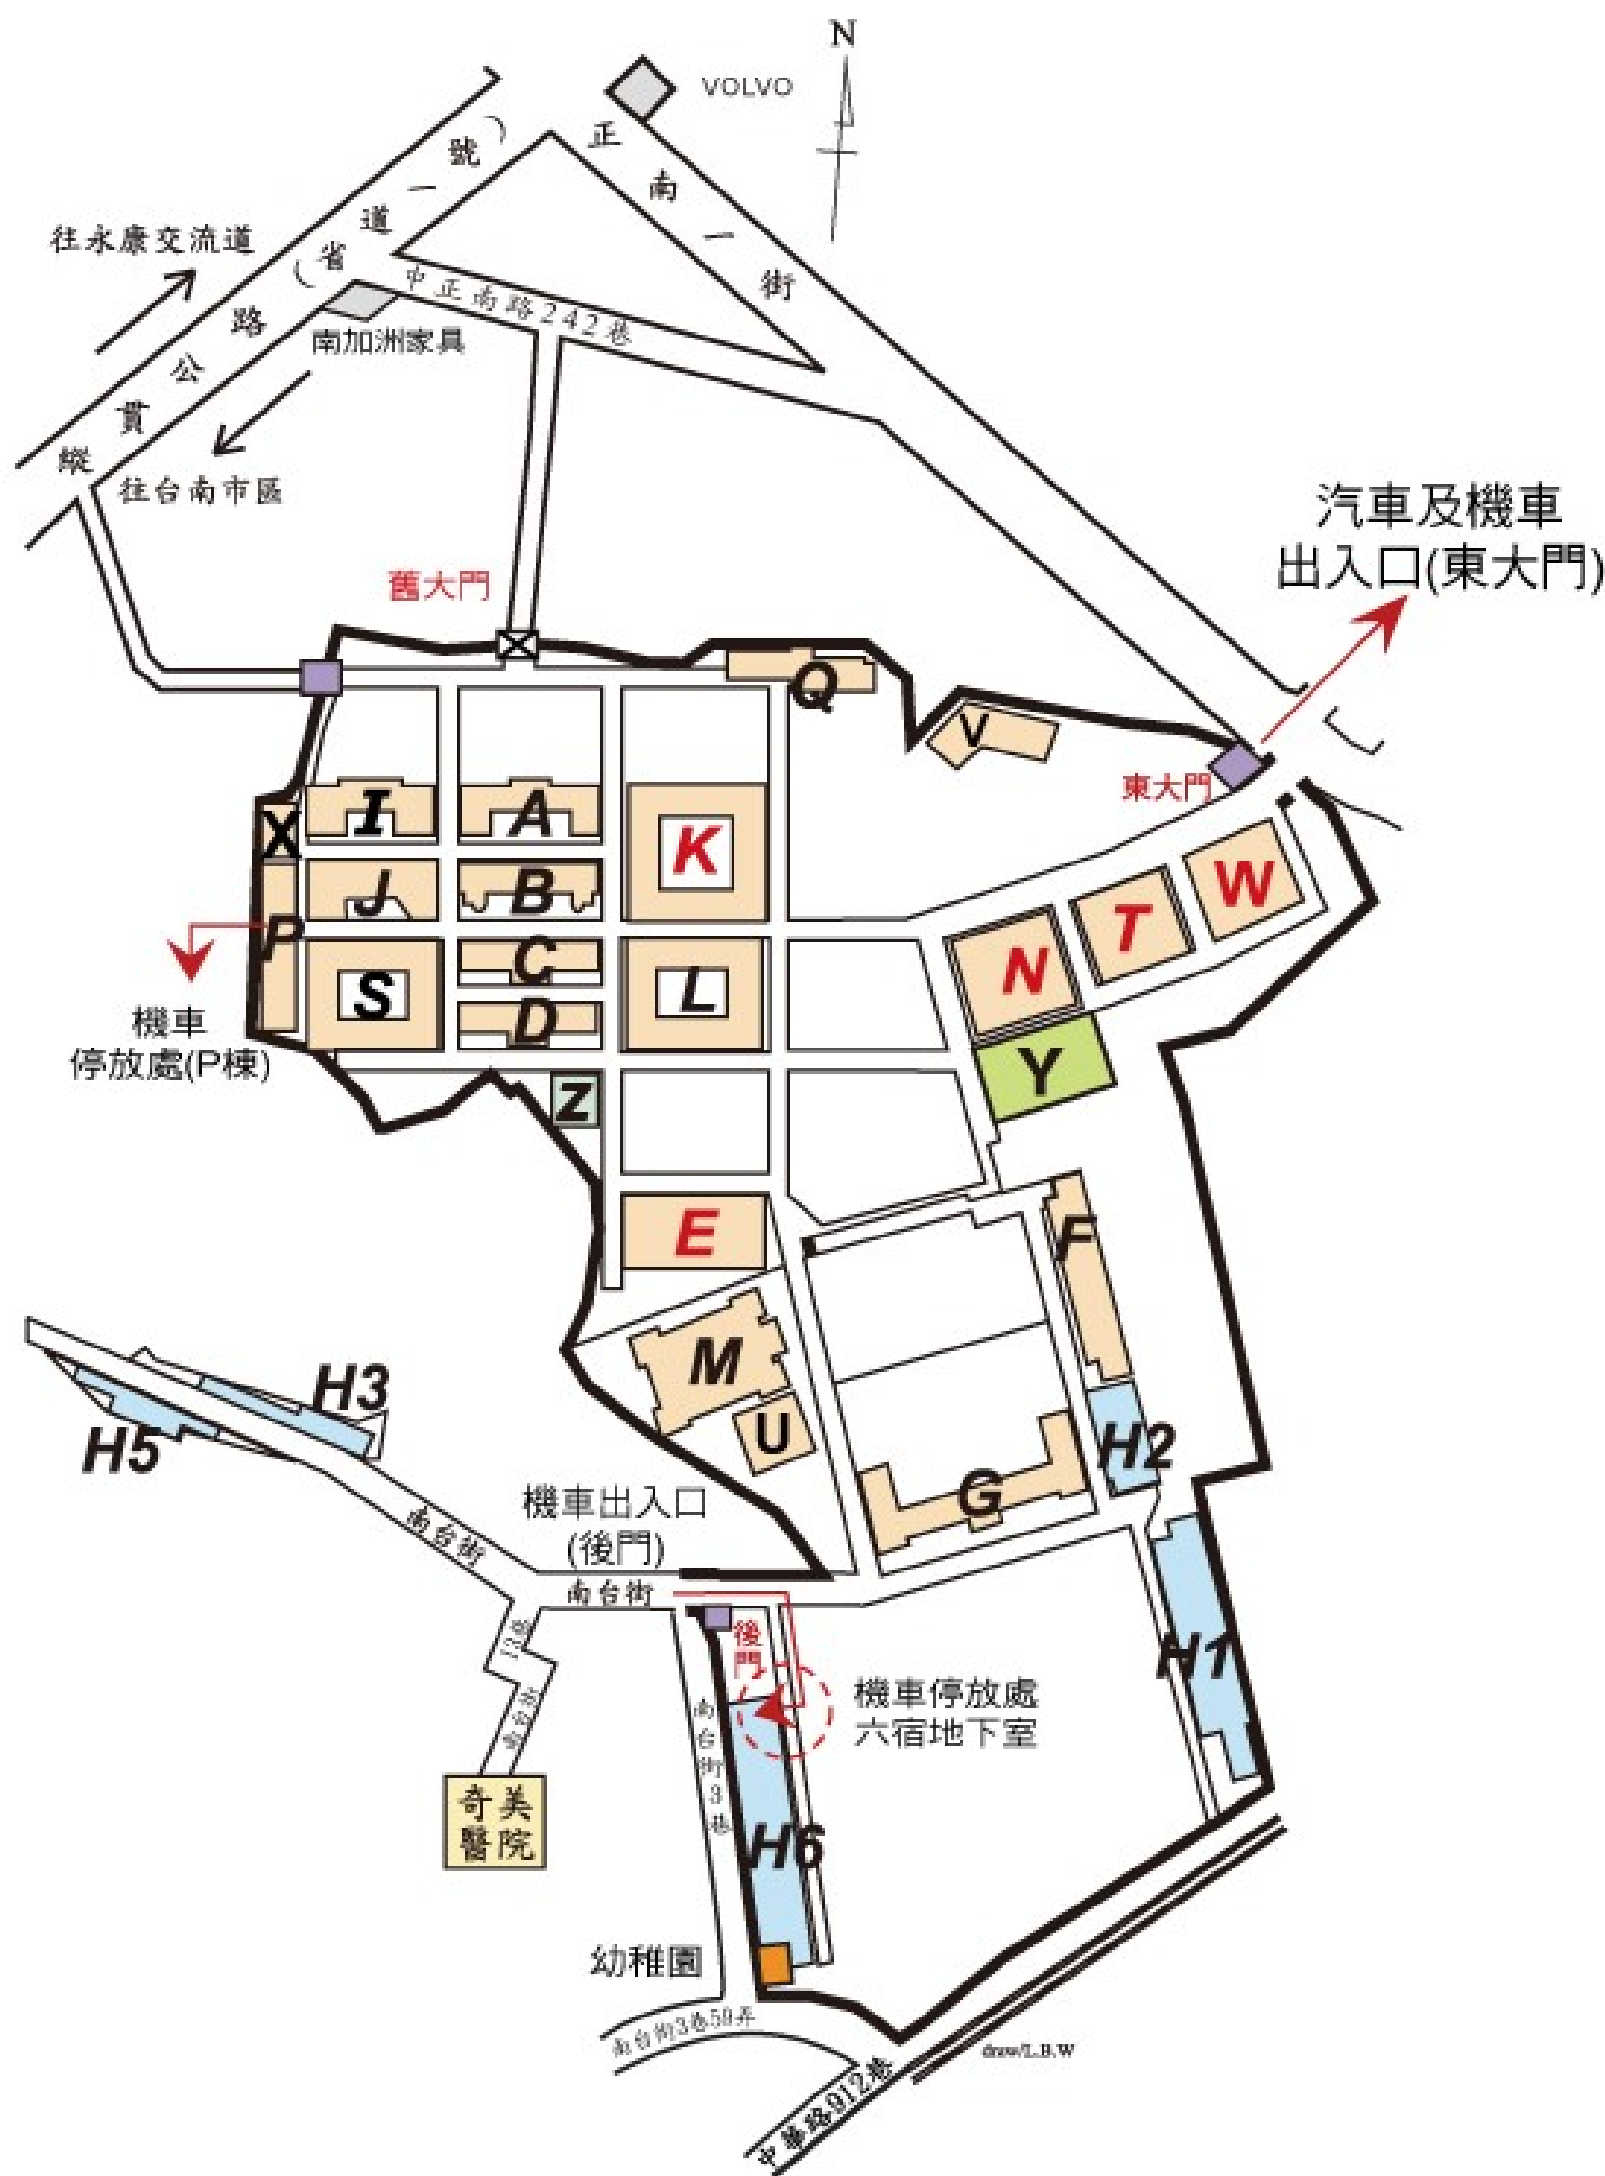 N
VOLVO
正南一街
縱貫公路（省道一號）
往永康交流道
中正南路242巷
南加洲家具
往台南市區
汽車及機車
出入口(東大門)
舊大門
Q
V
東大門
I
A
K
X
J
B
W
T
P
C
N
S
L
D
機車
停放處(P棟)
Y
Z
E
F
M
H3
H5
U
H2
G
機車出入口
(後門)
南台街
南台街
後門
H1
機車停放處
六宿地下室
南台街3巷
奇美
醫院
H6
幼稚園
南台街3巷59弄
draw/L.B.W
中華路912巷